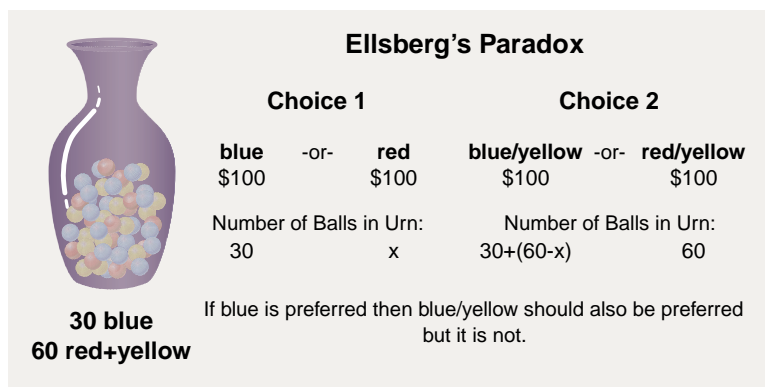 Ellsberg's Paradox
Choice 1 Choice 2
blue -or- red blue/yellow -or- red/yellow
$100 $100 $100 $100
Number of Balls in Urn: Number of Balls in Urn:
30 x 30+(60-x) 60
If blue is preferred then blue/yellow should also be preferred
but it is not.
30 blue
60 red+yellow